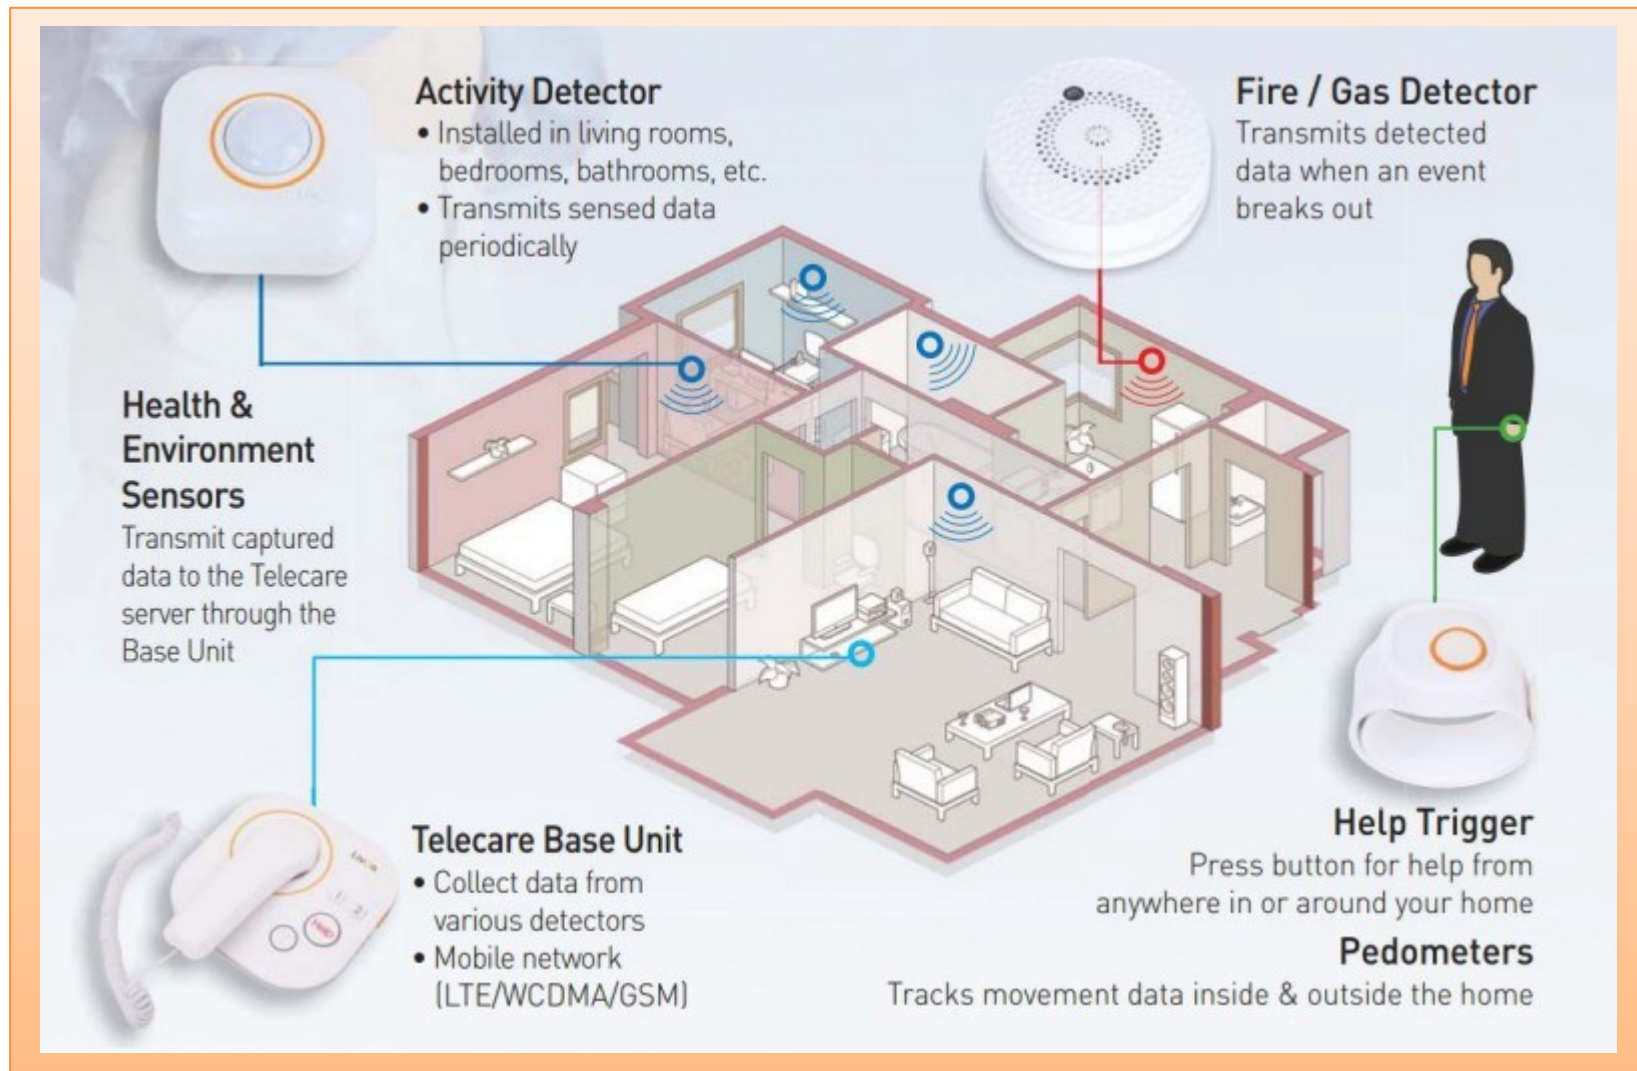 Activity Detector
• Installed in living rooms,
bedrooms, bathrooms, etc.
• Transmits sensed data
periodically
Fire / Gas Detector
Transmits detected
data when an event
breaks out
Health &
Environment
Sensors
Transmit captured
data to the Telecare
server through the
Base Unit
Telecare Base Unit
• Collect data from
various detectors
• Mobile network
(LTE/WCDMA/GSM)
Help
1
2
Help Trigger
Press button for help from
anywhere in or around your home
Pedometers
Tracks movement data inside & outside the home